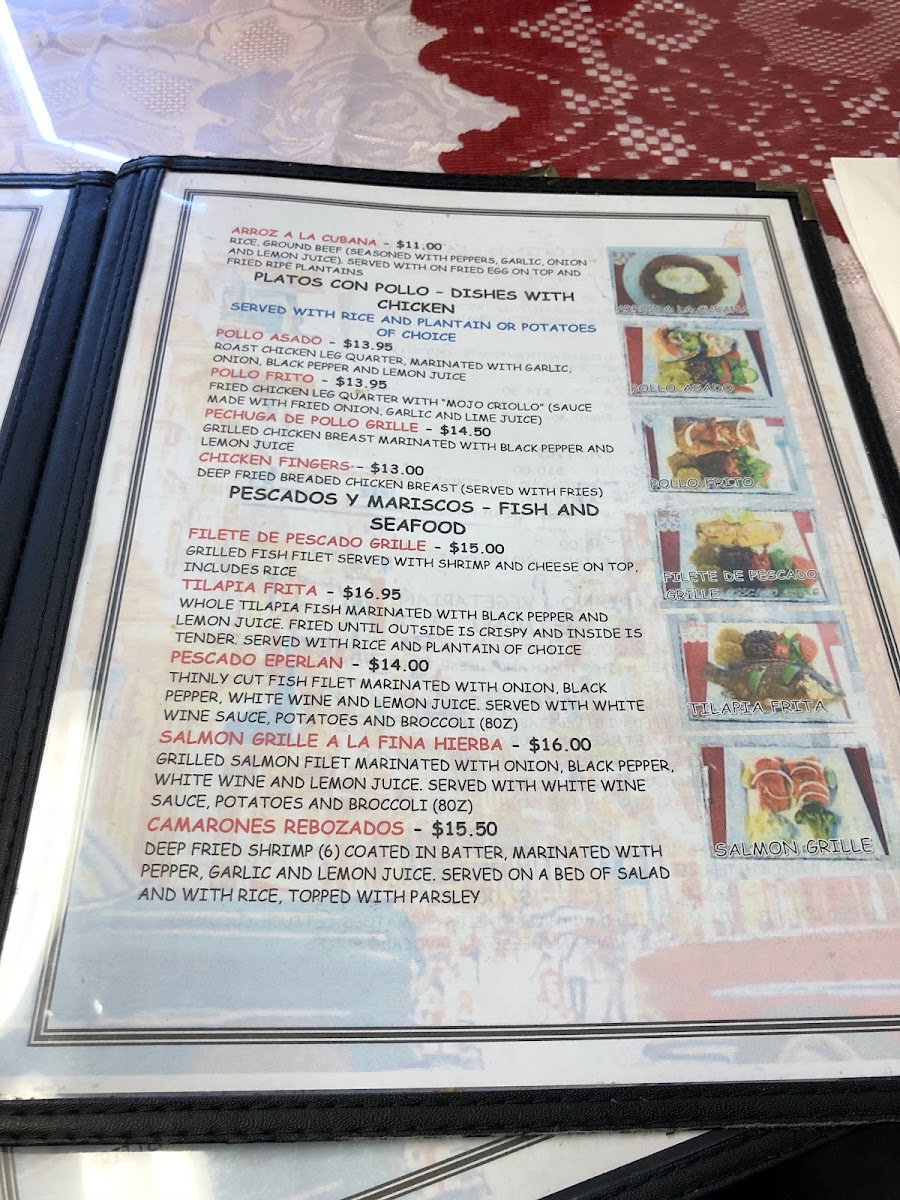 ARROZ A LA CUBANA - $11.00
RICE, GROUND BEEF (SEASONED WITH PEPPERS, GARLIC, ONION
AND LEMON JUICE). SERVED WITH ON FRIED EGG ON TOP AND
FRIED RIPE PLANTAINS
PLATOS CON POLLO - DISHES WITH
CHICKEN
SERVED WITH RICE AND PLANTAIN OR POTATOES
OF CHOICE
POLLO ASADO - $13.95
ROAST CHICKEN LEG QUARTER, MARINATED WITH GARLIC,
ONION, BLACK PEPPER AND LEMON JUICE
POLLO FRITO - $13.95
FRIED CHICKEN LEG QUARTER WITH "MOJO CRIOLLO" (SAUCE
MADE WITH FRIED ONION, GARLIC AND LIME JUICE)
PECHUGA DE POLLO GRILLE - $14.50
GRILLED CHICKEN BREAST MARINATED WITH BLACK PEPPER AND
LEMON JUICE
CHICKEN FINGERS - $13.00
DEEP FRIED BREADED CHICKEN BREAST (SERVED WITH FRIES)
PESCADOS Y MARISCOS - FISH AND
SEAFOOD
FILETE DE PESCADO GRILLE - $15.00
GRILLED FISH FILET SERVED WITH SHRIMP AND CHEESE ON TOP,
INCLUDES RICE
TILAPIA FRITA - $16.95
WHOLE TILAPIA FISH MARINATED WITH BLACK PEPPER AND
LEMON JUICE. FRIED UNTIL OUTSIDE IS CRISPY AND INSIDE IS
TENDER. SERVED WITH RICE AND PLANTAIN OF CHOICE
PESCADO EPERLAN - $14.00
THINLY CUT FISH FILET MARINATED WITH ONION, BLACK
PEPPER, WHITE WINE AND LEMON JUICE. SERVED WITH WHITE
WINE SAUCE, POTATOES AND BROCCOLI (8OZ)
SALMON GRILLE A LA FINA HIERBA - $16.00
GRILLED SALMON FILET MARINATED WITH ONION, BLACK PEPPER,
WHITE WINE AND LEMON JUICE. SERVED WITH WHITE WINE
SAUCE, POTATOES AND BROCCOLI (8OZ)
CAMARONES REBOZADOS - $15.50
DEEP FRIED SHRIMP (6) COATED IN BATTER, MARINATED WITH
PEPPER, GARLIC AND LEMON JUICE. SERVED ON A BED OF SALAD
AND WITH RICE, TOPPED WITH PARSLEY
ARROZ A LA CUBANA
POLLO ASADO
POLLO FRITO
FILETE DE PESCADO
GRILLE
TILAPIA FRITA
SALMON GRILLE